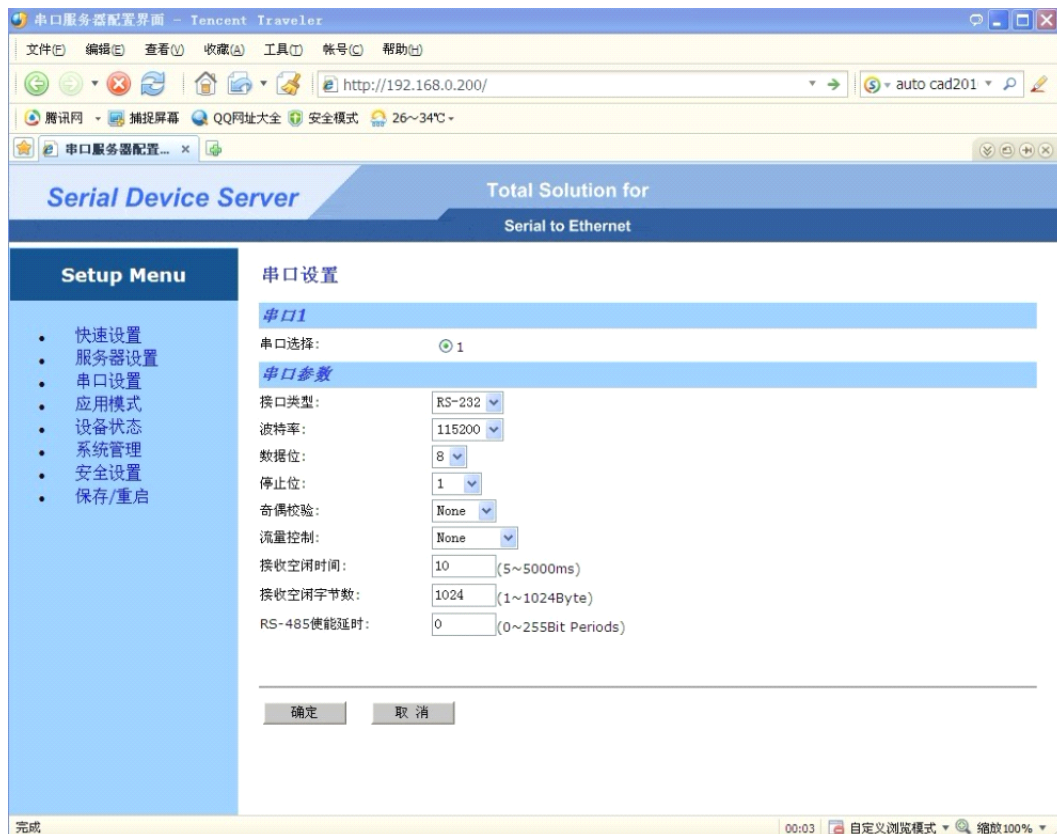 串口服务器配置界面 - Tencent Traveler
文件(F) 编辑(E) 查看(V) 收藏(A) 工具(T) 帐号(C) 帮助(H)
http://192.168.0.200/ auto cad201
腾讯网 捕捉屏幕 QQ网址大全 安全模式 26~34℃
串口服务器配置...
Serial Device Server
Total Solution for
Serial to Ethernet
Setup Menu
快速设置
服务器设置
串口设置
应用模式
设备状态
系统管理
安全设置
保存/重启
串口设置
串口1
串口选择: 1
串口参数
接口类型: RS-232
波特率: 115200
数据位: 8
停止位: 1
奇偶校验: None
流量控制: None
接收空闲时间: 10 (5~5000ms)
接收空闲字节数: 1024 (1~1024Byte)
RS-485使能延时: 0 (0~255Bit Periods)
确定 取 消
完成 00:03 自定义浏览模式 缩放100%